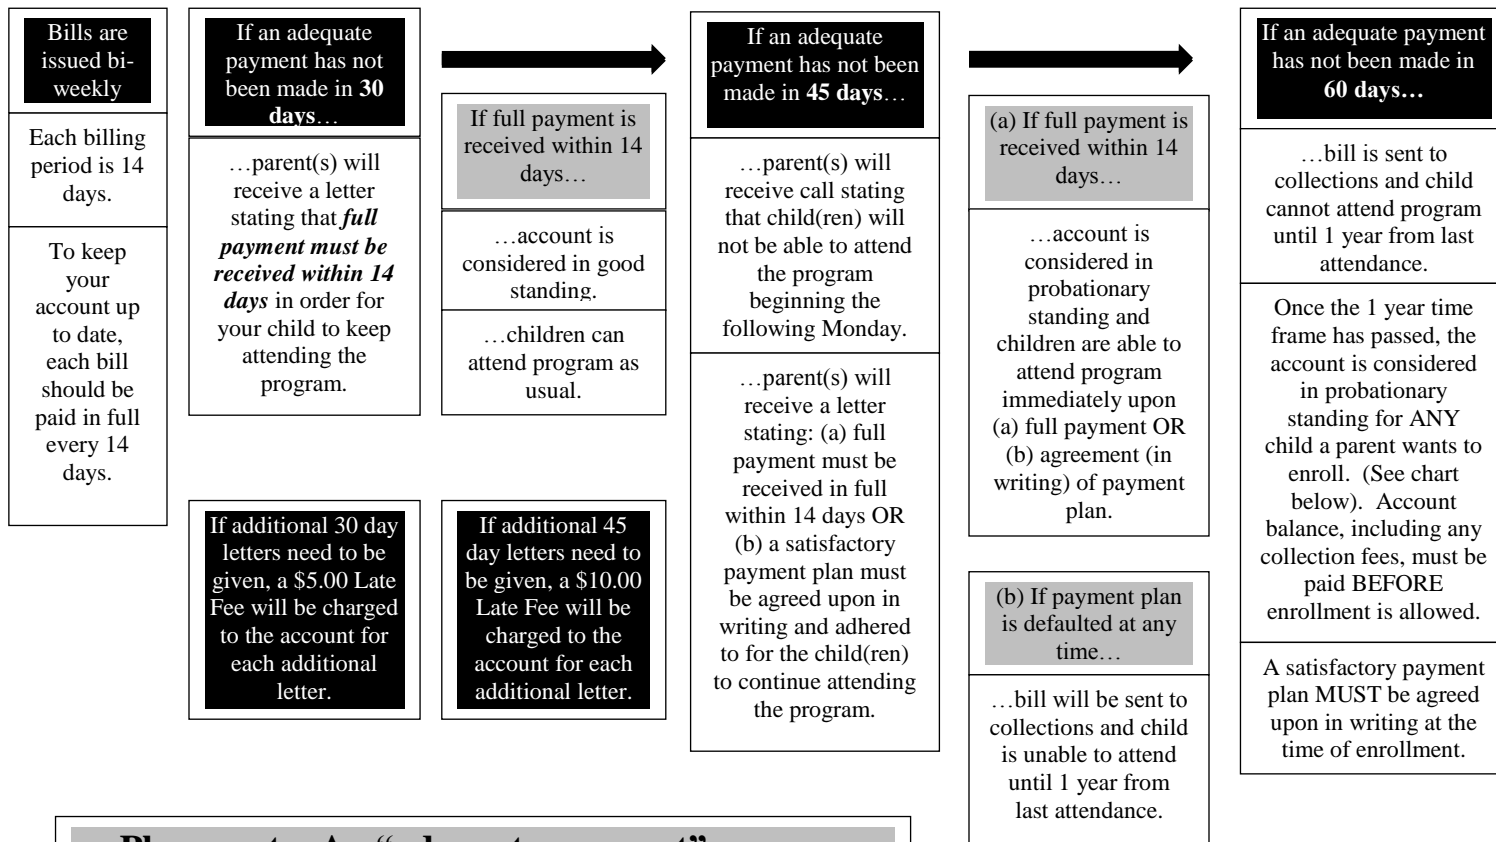 Bills are
issued bi-
weekly
Each billing
period is 14
days.
To keep
your
account up
to date,
each bill
should be
paid in full
every 14
days.
If an adequate
payment has not
been made in 30
days…
…parent(s) will
receive a letter
stating that full
payment must be
received within 14
days in order for
your child to keep
attending the
program.
If additional 30 day
letters need to be
given, a $5.00 Late
Fee will be charged
to the account for
each additional
letter.
If full payment is
received within 14
days…
…account is
considered in good
standing.
…children can
attend program as
usual.
If additional 45
day letters need to
be given, a $10.00
Late Fee will be
charged to the
account for each
additional letter.
If an adequate
payment has not been
made in 45 days…
…parent(s) will
receive call stating
that child(ren) will
not be able to attend
the program
beginning the
following Monday.
…parent(s) will
receive a letter
stating: (a) full
payment must be
received in full
within 14 days OR
(b) a satisfactory
payment plan must
be agreed upon in
writing and adhered
to for the child(ren)
to continue attending
the program.
(a) If full payment is
received within 14
days…
…account is
considered in
probationary
standing and
children are able to
attend program
immediately upon
(a) full payment OR
(b) agreement (in
writing) of payment
plan.
(b) If payment plan
is defaulted at any
time…
…bill will be sent to
collections and child
is unable to attend
until 1 year from
last attendance.
If an adequate payment
has not been made in
60 days…
…bill is sent to
collections and child
cannot attend program
until 1 year from last
attendance.
Once the 1 year time
frame has passed, the
account is considered
in probationary
standing for ANY
child a parent wants to
enroll. (See chart
below). Account
balance, including any
collection fees, must be
paid BEFORE
enrollment is allowed.
A satisfactory payment
plan MUST be agreed
upon in writing at the
time of enrollment.